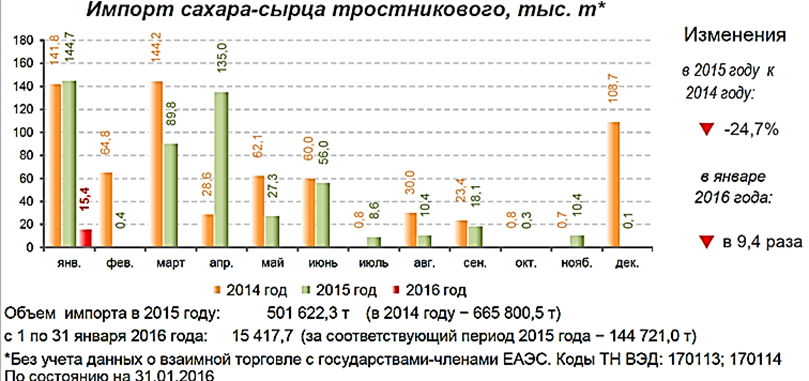 Импорт сахара-сырца тростникового, тыс. т*
Изменения
в 2015 году к
2014 году:
-24,7%
в январе
2016 года:
в 9,4 раза
180
160
140
120
100
80
60
40
20
0
141,8
144,7
15,4
64,8
0,4
144,2
89,8
28,6
135,0
62,1
27,3
60,0
56,0
0,8
8,6
30,0
10,4
23,4
18,1
0,8
0,3
0,7
10,4
108,7
0,1
янв. фев. март апр. май июнь июль авг. сен. окт. нояб. дек.
2014 год 2015 год 2016 год
Объем импорта в 2015 году: 501 622,3 т (в 2014 году – 665 800,5 т)
с 1 по 31 января 2016 года: 15 417,7 (за соответствующий период 2015 года – 144 721,0 т)
*Без учета данных о взаимной торговле с государствами-членами ЕАЭС. Коды ТН ВЭД: 170113; 170114
По состоянию на 31.01.2016